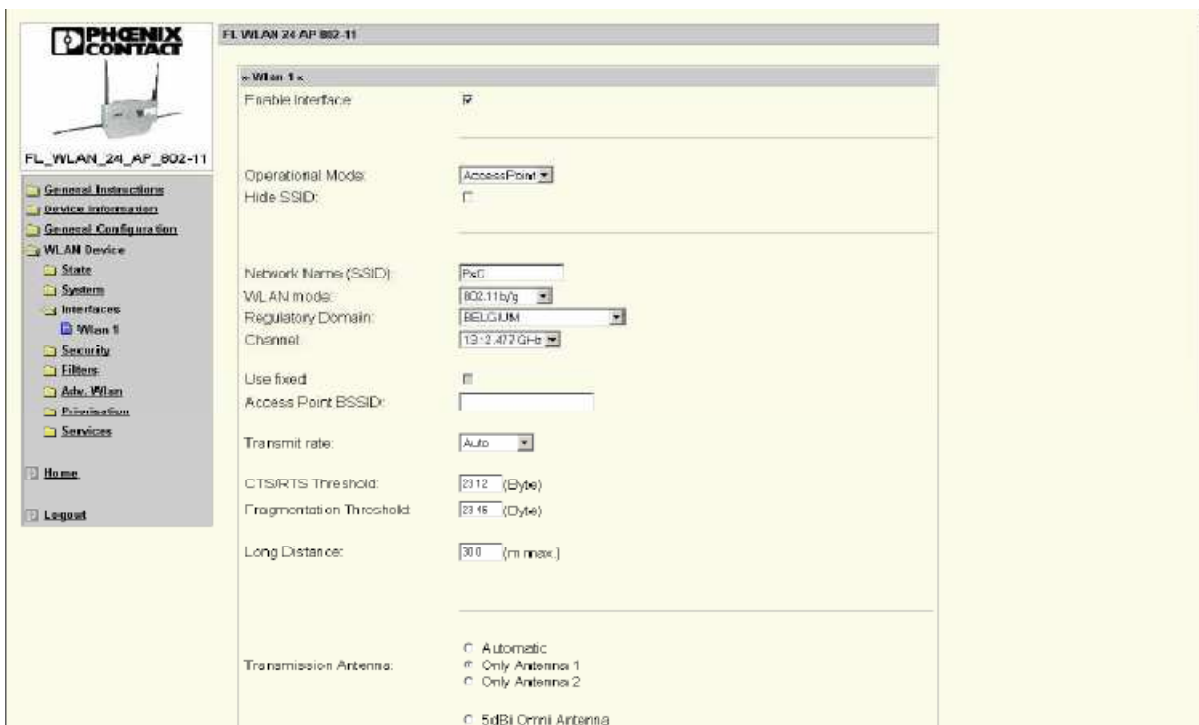 PHŒNIX
CONTACT
FL_WLAN_24_AP_802-11
General Instructions
Device Information
General Configuration
WLAN Device
State
System
Interfaces
Wlan 1
Security
Filters
Adv. Wlan
Priorisation
Services
Home
Logout
FL WLAN 24 AP 802-11
» Wlan 1 «
Enable Interface
Operational Mode: AccessPoint
Hide SSID:
Network Name (SSID): PxC
WLAN mode: 802.11b/g
Regulatory Domain: BELGIUM
Channel 13:2.477 GHz
Use fixed
Access Point BSSID:
Transmit rate: Auto
CTS/RTS Threshold: 2312 (Byte)
Fragmentation Threshold: 2346 (Byte)
Long Distance: 300 (m max.)
Transmission Antenna:
Automatic
Only Antenna 1
Only Antenna 2
5dBi Omni Antenna